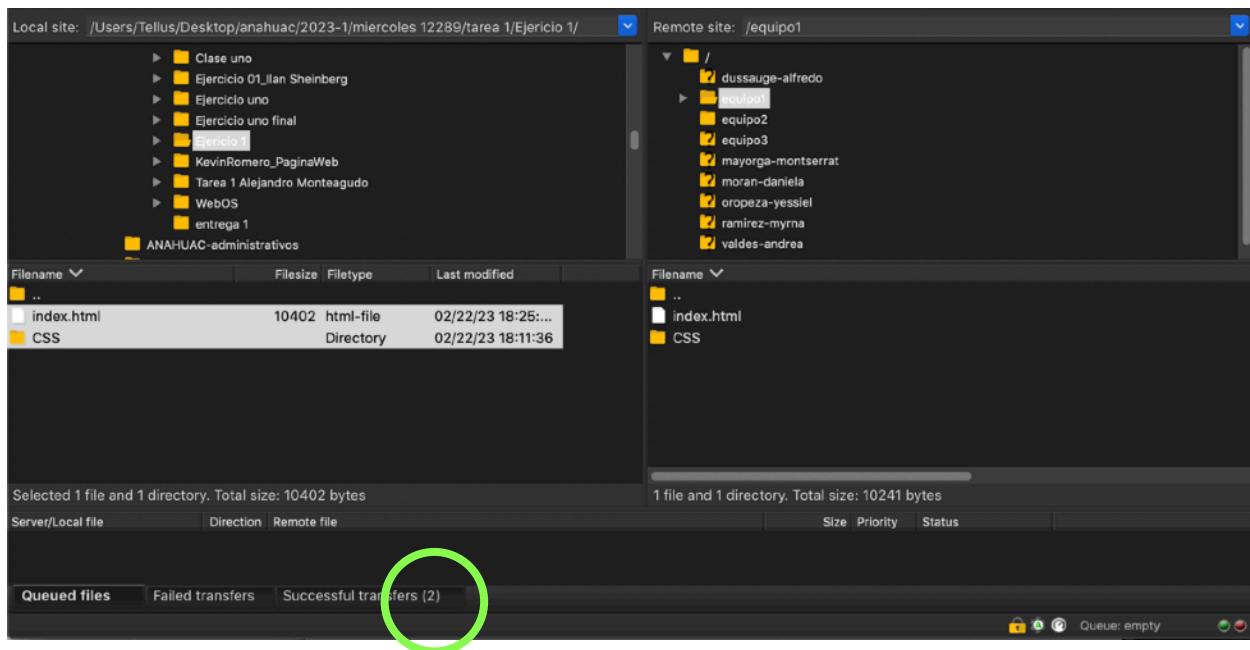 Local site: /Users/Tellus/Desktop/anahuac/2023-1/miercoles 12289/tarea 1/Ejericio 1/
Clase uno
Ejercicio 01_Ilan Sheinberg
Ejercicio uno
Ejercicio uno final
Ejericio 1
KevinRomero_PaginaWeb
Tarea 1 Alejandro Monteagudo
WebOS
entrega 1
ANAHUAC-administrativos
Remote site: /equipo1
/
dussauge-alfredo
equipo1
equipo2
equipo3
mayorga-montserrat
moran-daniela
oropeza-yessiel
ramirez-myrna
valdes-andrea
Filename Filesize Filetype Last modified
..
index.html 10402 html-file 02/22/23 18:25:...
CSS Directory 02/22/23 18:11:36
Selected 1 file and 1 directory. Total size: 10402 bytes
Filename
..
index.html
CSS
1 file and 1 directory. Total size: 10241 bytes
Server/Local file Direction Remote file Size Priority Status
Queued files Failed transfers Successful transfers (2)
Queue: empty